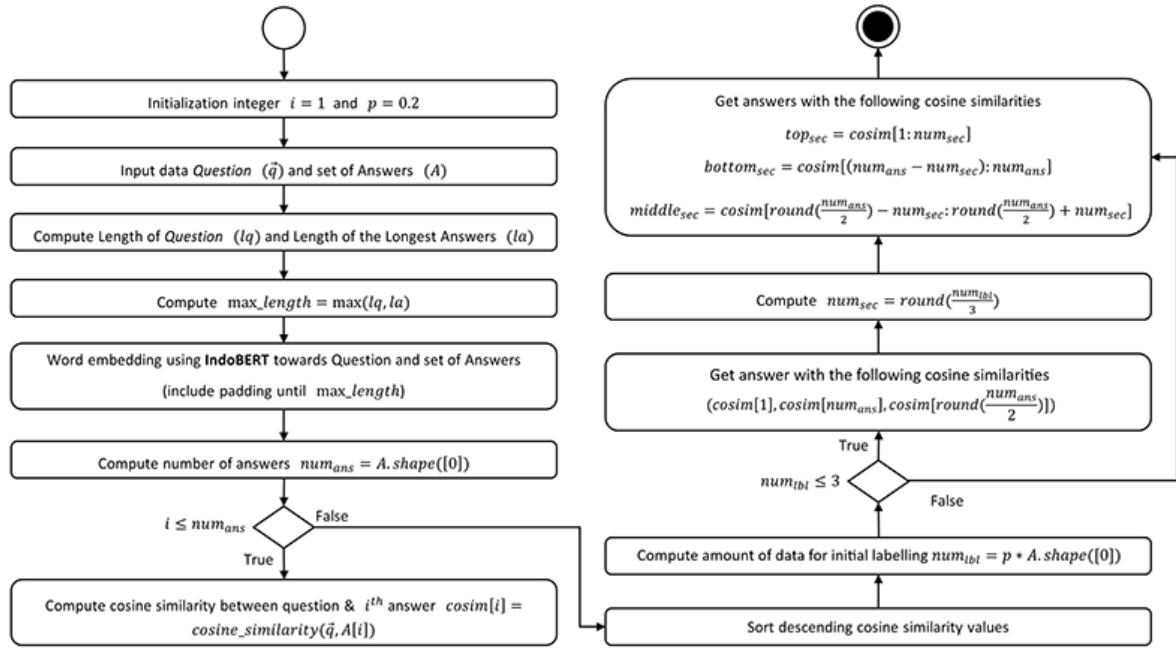 Initialization integer i = 1 and p = 0.2
Input data Question (q⃗) and set of Answers (A)
Compute Length of Question (lq) and Length of the Longest Answers (la)
Compute max_length = max(lq, la)
Word embedding using IndoBERT towards Question and set of Answers
(include padding until max_length)
Compute number of answers num_ans = A.shape([0])
i ≤ num_ans
False
True
Compute cosine similarity between question & i^th answer cosim[i] =
cosine_similarity(q⃗, A[i])
Get answers with the following cosine similarities
top_sec = cosim[1: num_sec]
bottom_sec = cosim[(num_ans − num_sec): num_ans]
middle_sec = cosim[round(num_ans/2) − num_sec: round(num_ans/2) + num_sec]
Compute num_sec = round(num_lbl/3)
Get answer with the following cosine similarities
(cosim[1], cosim[num_ans], cosim[round(num_ans/2)])
True
num_lbl ≤ 3
False
Compute amount of data for initial labelling num_lbl = p * A.shape([0])
Sort descending cosine similarity values